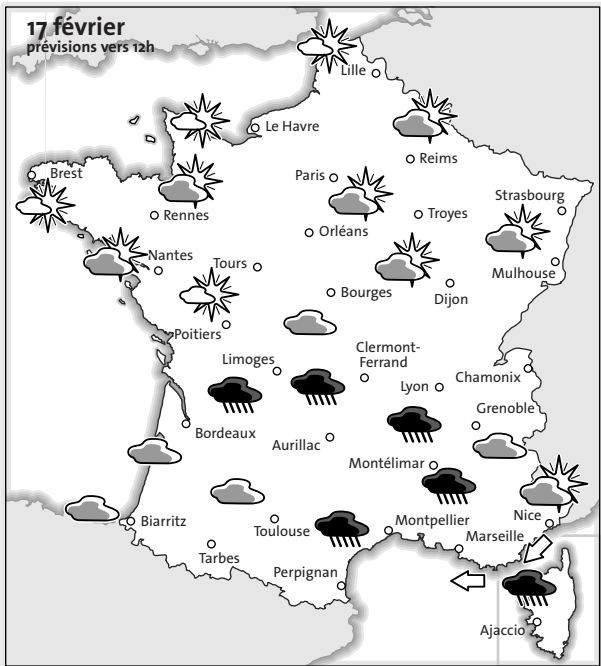 17 février
prévisions vers 12h
Lille
Le Havre
Reims
Brest
Paris
Strasbourg
Rennes
Troyes
Orléans
Nantes
Tours
Mulhouse
Bourges
Dijon
Poitiers
Limoges
Clermont-
Ferrand
Lyon
Chamonix
Grenoble
Bordeaux
Aurillac
Montélimar
Biarritz
Toulouse
Montpellier
Nice
Marseille
Tarbes
Perpignan
Ajaccio